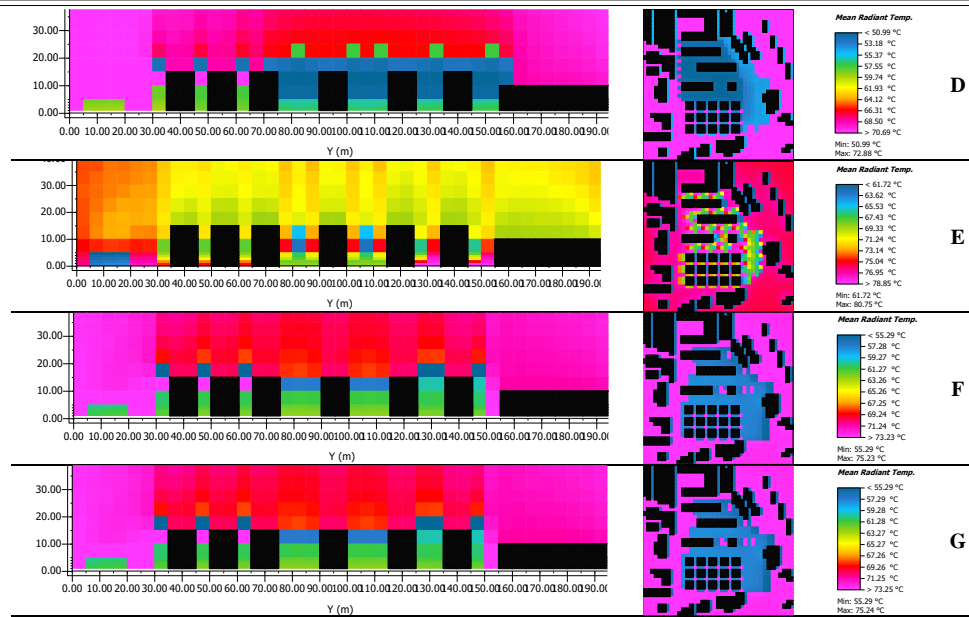 30.00
20.00
10.00
0.00
0.00 10.00 20.00 30.00 40.00 50.00 60.00 70.00 80.00 90.00 100.00 110.00 120.00 130.00 140.00 150.00 160.00 170.00 180.00 190.00
Y (m)
Mean Radiant Temp.
< 50.99 °C
53.18 °C
55.37 °C
57.55 °C
59.74 °C
61.93 °C
64.12 °C
66.31 °C
68.50 °C
> 70.69 °C
Min: 50.99 °C
Max: 72.88 °C
D
30.00
20.00
10.00
0.00
0.00 10.00 20.00 30.00 40.00 50.00 60.00 70.00 80.00 90.00 100.00 110.00 120.00 130.00 140.00 150.00 160.00 170.00 180.00 190.00
Y (m)
Mean Radiant Temp.
< 61.72 °C
63.62 °C
65.53 °C
67.43 °C
69.33 °C
71.24 °C
73.14 °C
75.04 °C
76.95 °C
> 78.85 °C
Min: 61.72 °C
Max: 80.75 °C
E
30.00
20.00
10.00
0.00
0.00 10.00 20.00 30.00 40.00 50.00 60.00 70.00 80.00 90.00 100.00 110.00 120.00 130.00 140.00 150.00 160.00 170.00 180.00 190.00
Y (m)
Mean Radiant Temp.
< 55.29 °C
57.28 °C
59.27 °C
61.27 °C
63.26 °C
65.26 °C
67.25 °C
69.24 °C
71.24 °C
> 73.23 °C
Min: 55.29 °C
Max: 75.23 °C
F
30.00
20.00
10.00
0.00
0.00 10.00 20.00 30.00 40.00 50.00 60.00 70.00 80.00 90.00 100.00 110.00 120.00 130.00 140.00 150.00 160.00 170.00 180.00 190.00
Y (m)
Mean Radiant Temp.
< 55.29 °C
57.29 °C
59.28 °C
61.28 °C
63.27 °C
65.27 °C
67.26 °C
69.26 °C
71.25 °C
> 73.25 °C
Min: 55.29 °C
Max: 75.24 °C
G